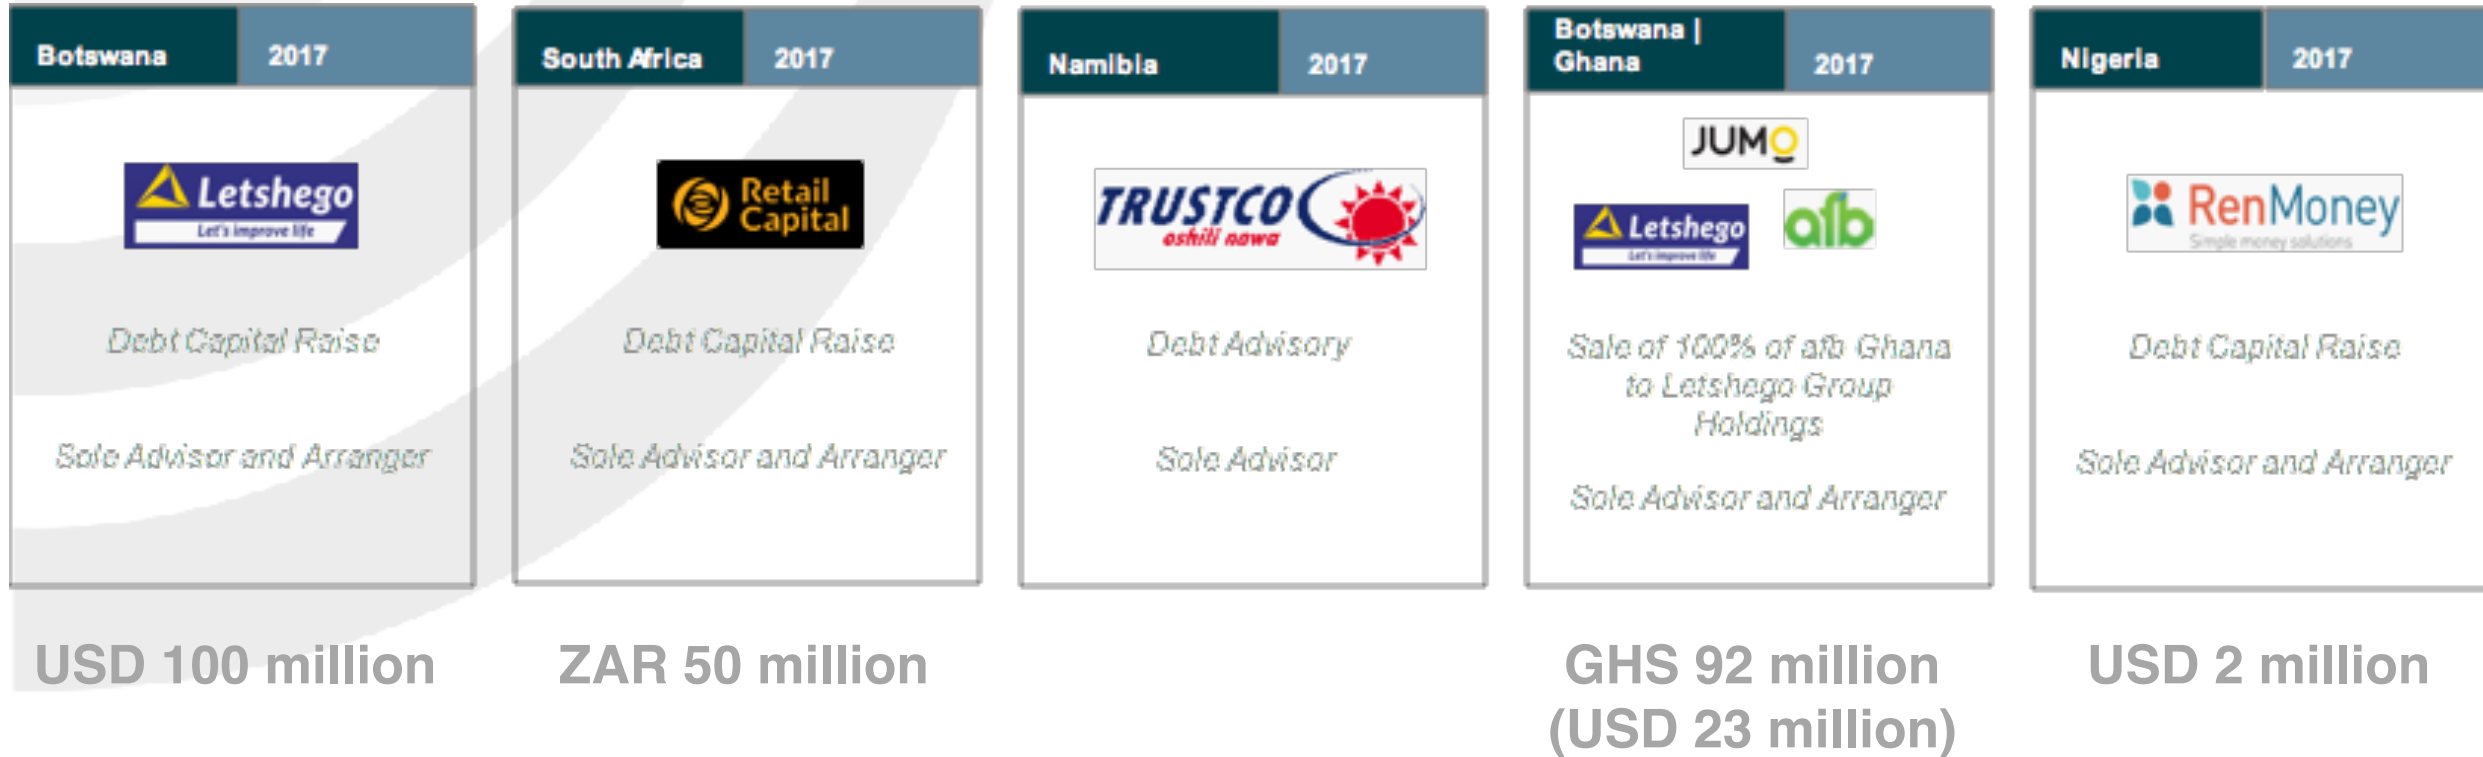 Botswana 2017
Letshego
Let's improve life
Debt Capital Raise
Sole Advisor and Arranger
USD 100 million
South Africa 2017
Retail
Capital
Debt Capital Raise
Sole Advisor and Arranger
ZAR 50 million
Namibia 2017
TRUSTCO
oshili nawa
Debt Advisory
Sole Advisor
Botswana |
Ghana 2017
JUMO
Letshego
Let's improve life
afb
Sale of 100% of afb Ghana
to Letshego Group
Holdings
Sole Advisor and Arranger
GHS 92 million
(USD 23 million)
Nigeria 2017
RenMoney
Simple money solutions
Debt Capital Raise
Sole Advisor and Arranger
USD 2 million